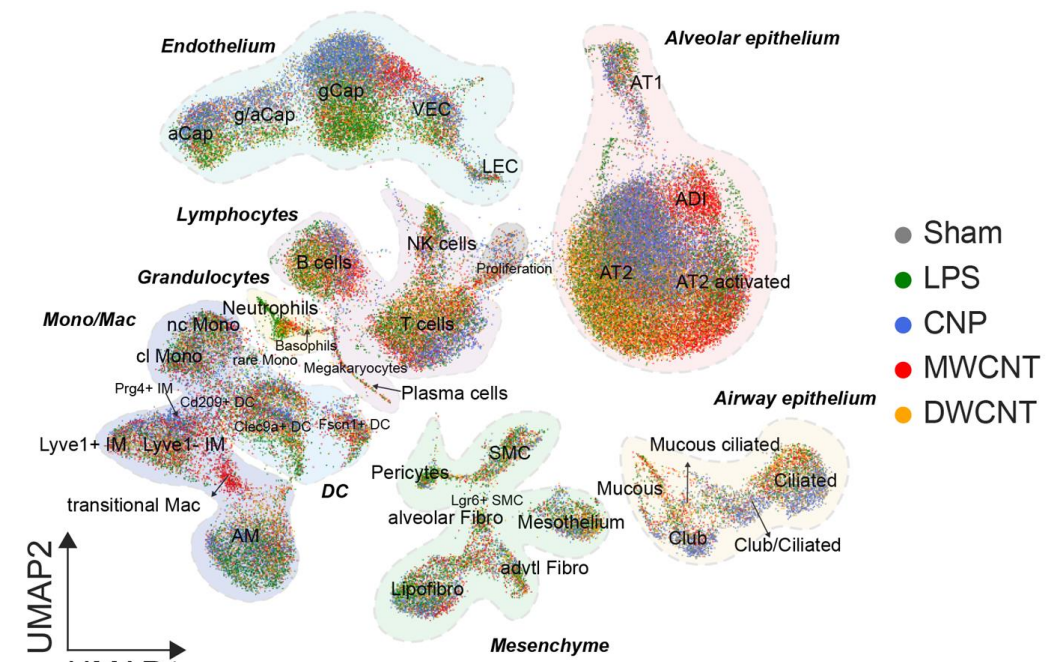 Endothelium
Alveolar epithelium
AT1
gCap
g/aCap
VEC
aCap
LEC
ADI
Lymphocytes
Sham
NK cells
B cells
Proliferation
AT2
AT2 activated
LPS
Grandulocytes
Neutrophils
Mono/Mac
nc Mono
T cells
CNP
Basophils
cl Mono
rare Mono
Megakaryocytes
MWCNT
Prg4+ IM
Plasma cells
Cd209+ DC
Airway epithelium
DWCNT
Clec9a+ DC
Fscn1+ DC
Lyve1+ IM
Lyve1- IM
Mucous ciliated
SMC
Pericytes
Ciliated
DC
Mucous
transitional Mac
Lgr6+ SMC
alveolar Fibro
Mesothelium
AM
Club
Club/Ciliated
advtl Fibro
Lipofibro
UMAP2
Mesenchyme